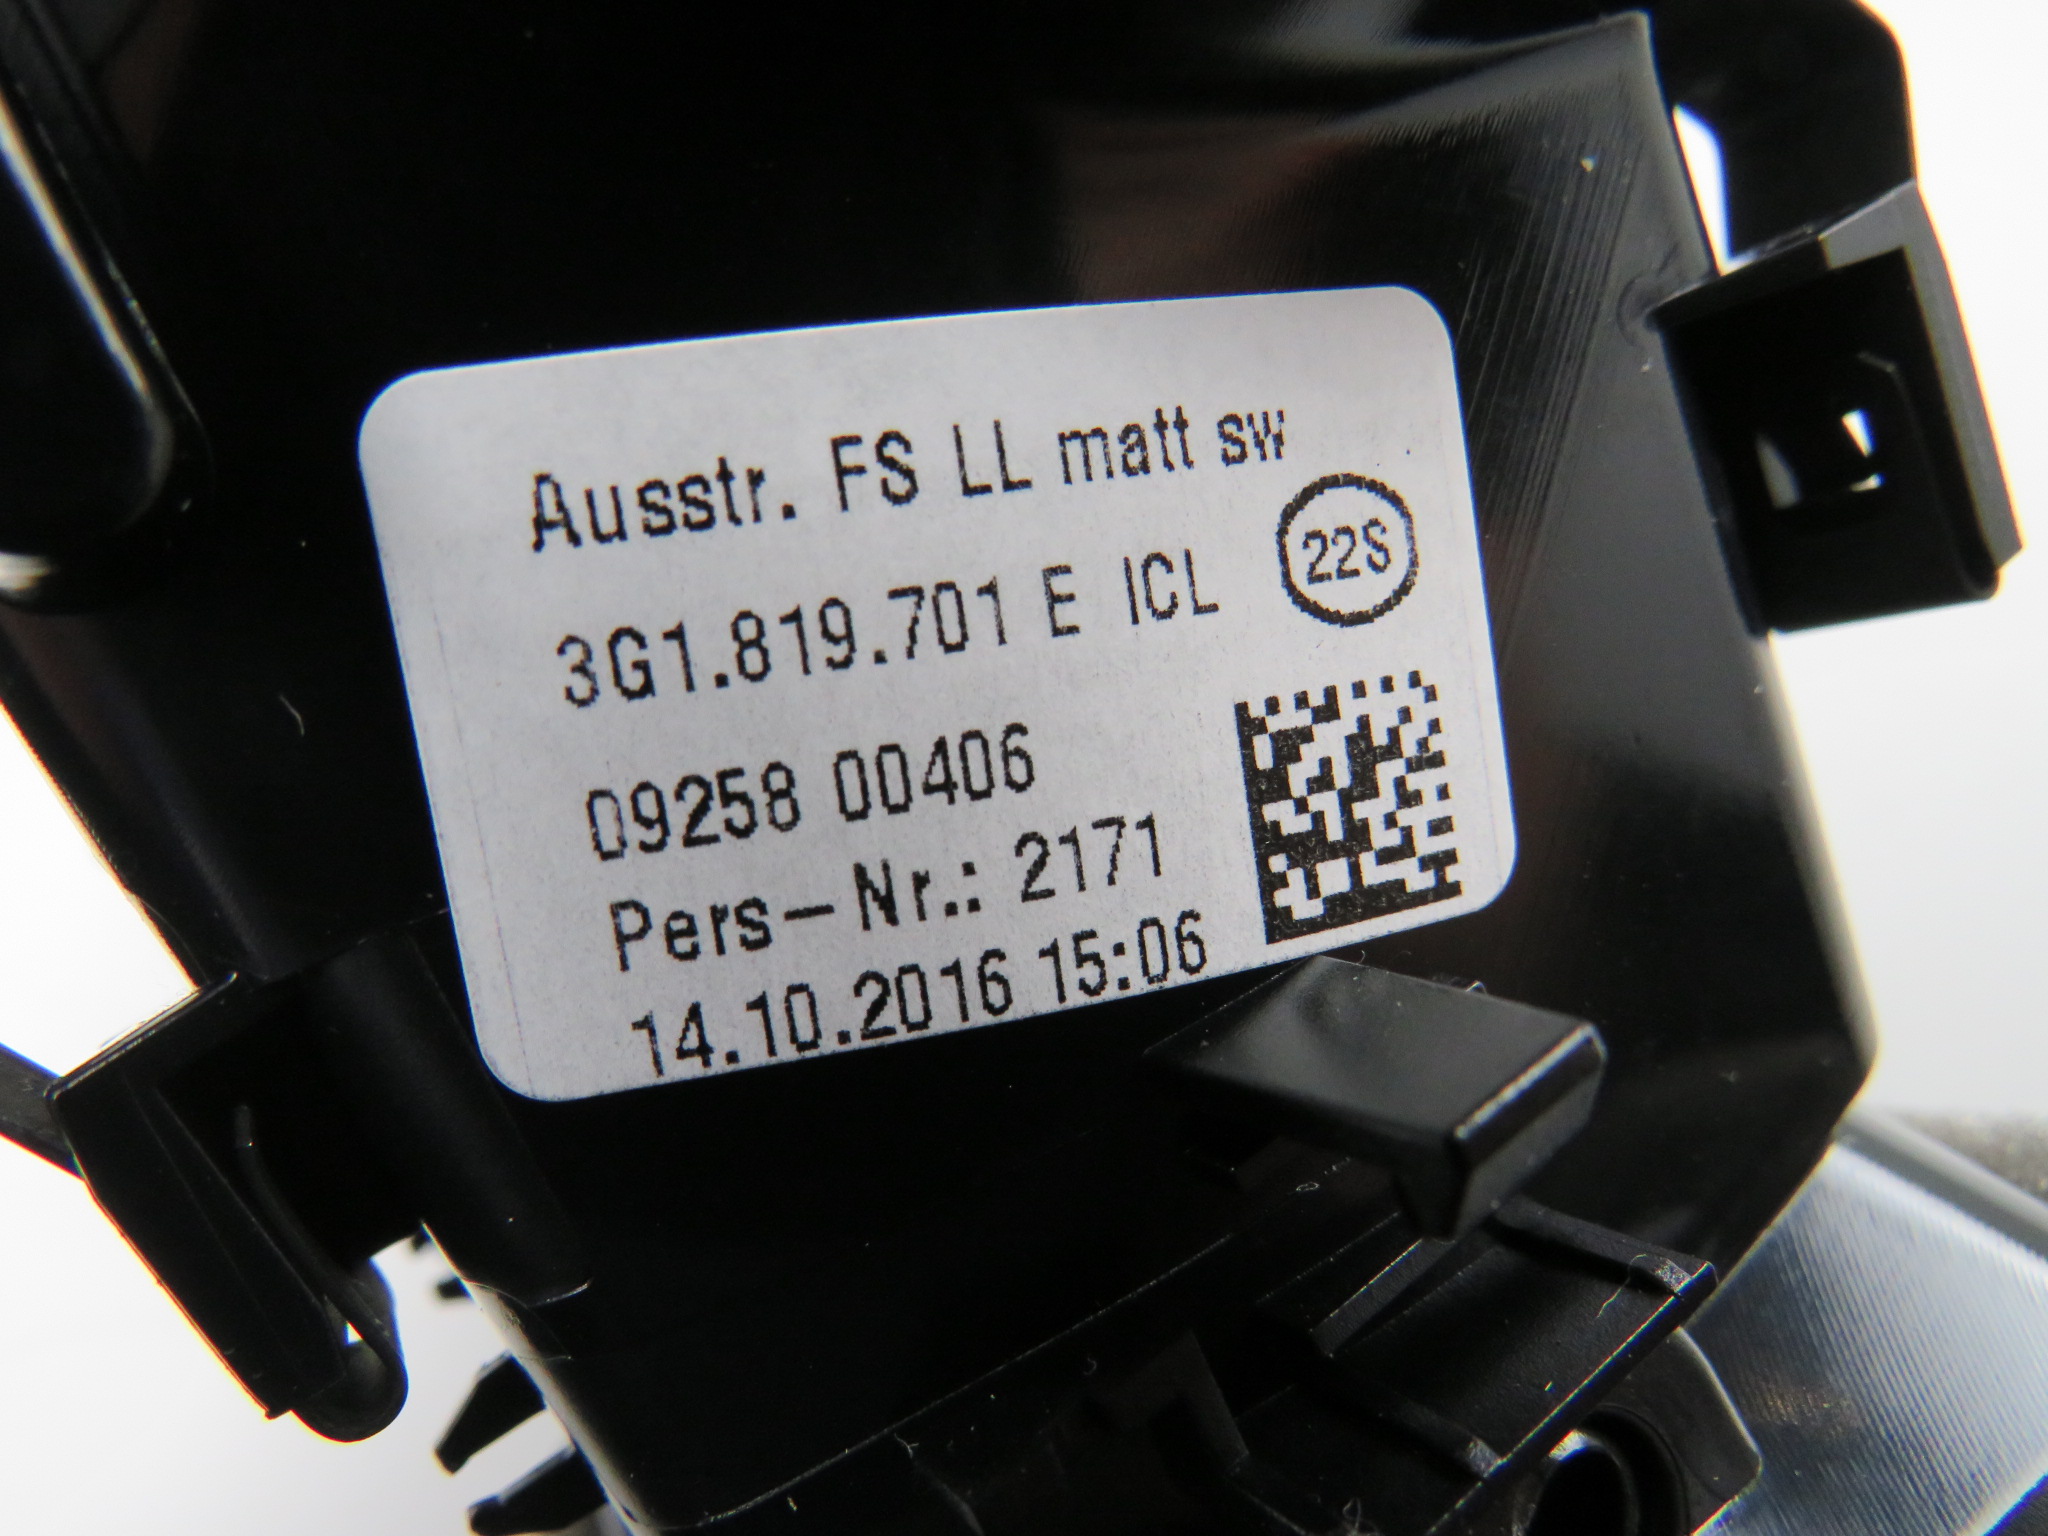 Ausstr. FS LL matt sw
3G1.819.701 E ICL
22S
09258 00406
Pers-Nr.: 2171
14.10.2016 15:06